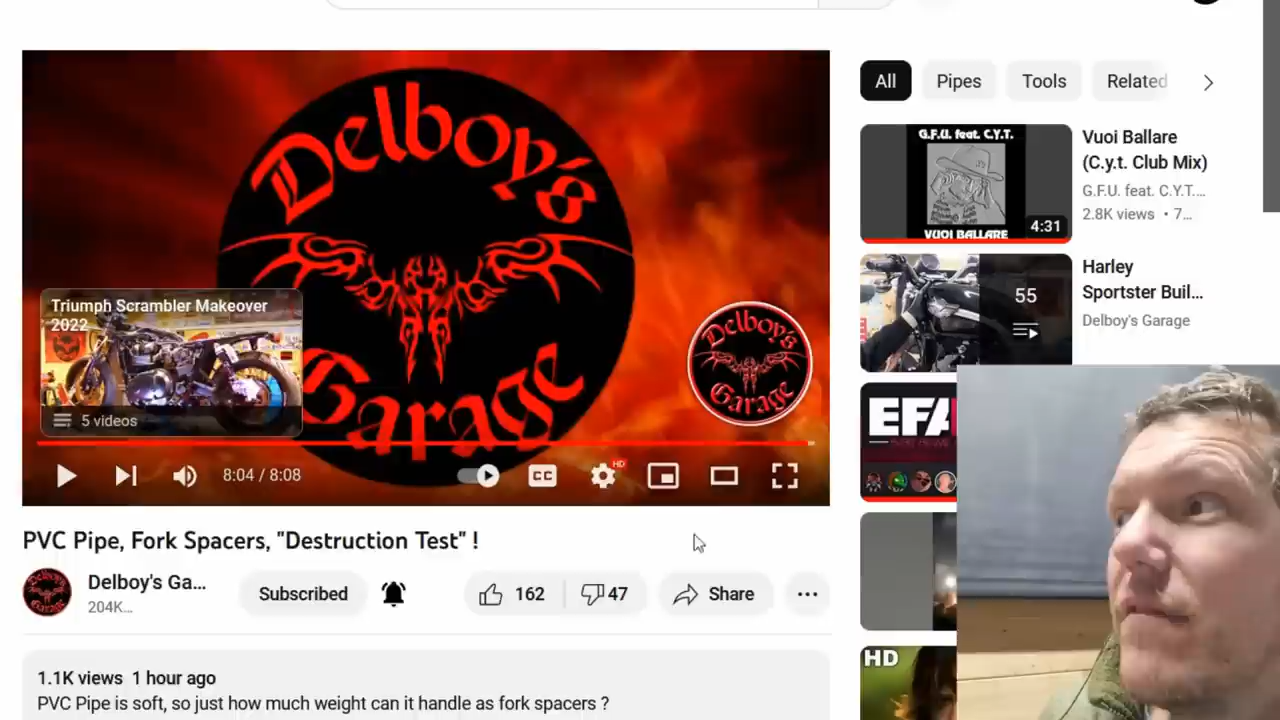 Delboy's
Garage
Triumph Scrambler Makeover
2022
5 videos
Delboy's
Garage
8:04 / 8:08
CC
HD
PVC Pipe, Fork Spacers, "Destruction Test" !
Delboy's Ga...
204K...
Subscribed
162
47
Share
1.1K views 1 hour ago
PVC Pipe is soft, so just how much weight can it handle as fork spacers ?
All
Pipes
Tools
Related
G.F.U. feat. C.Y.T.
VUOI BALLARE
4:31
Vuoi Ballare
(C.y.t. Club Mix)
G.F.U. feat. C.Y.T....
2.8K views • 7...
55
Harley
Sportster Buil...
Delboy's Garage
HD